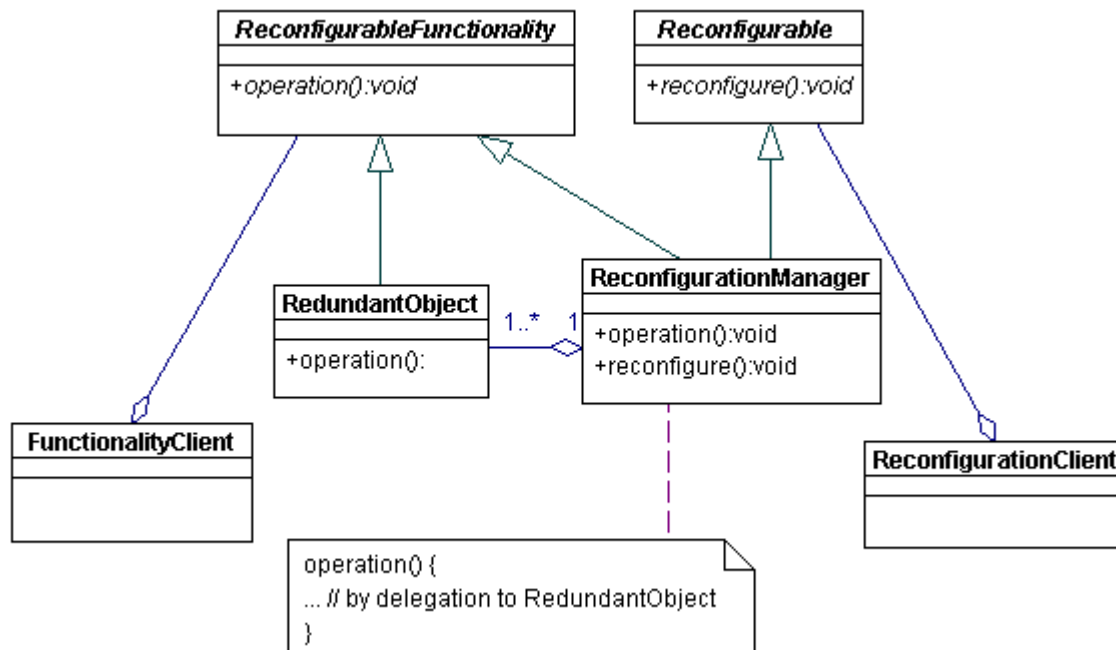 ReconfigurableFunctionality
+operation():void
Reconfigurable
+reconfigure():void
RedundantObject
+operation():
1..* 1
ReconfigurationManager
+operation():void
+reconfigure():void
FunctionalityClient
ReconfigurationClient
operation() {
... // by delegation to RedundantObject
}